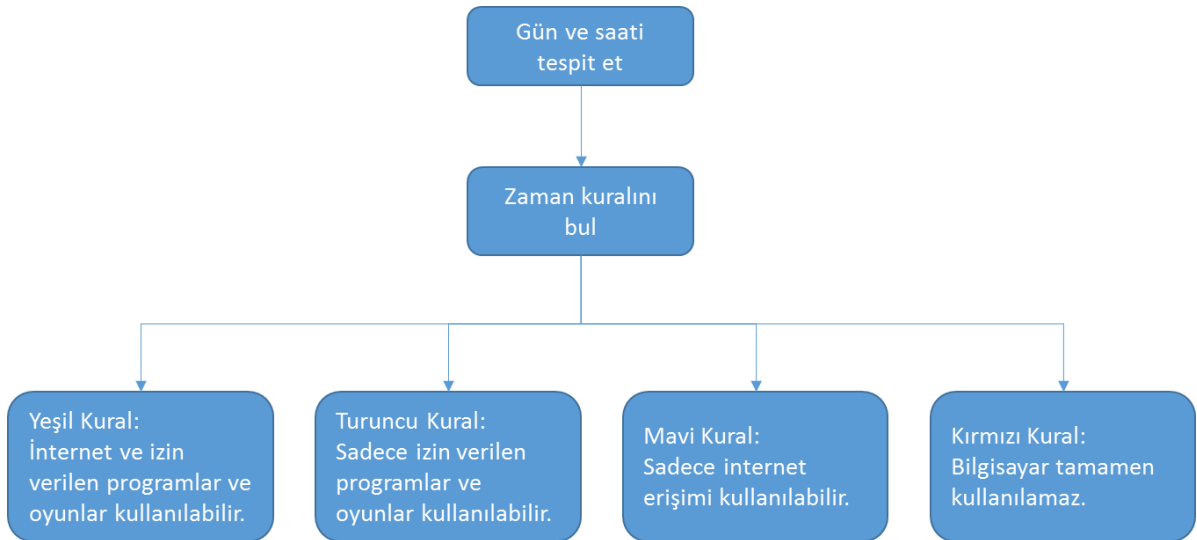 Gün ve saati
tespit et
Zaman kuralını
bul
Yeşil Kural:
İnternet ve izin
verilen programlar ve
oyunlar kullanılabilir.
Turuncu Kural:
Sadece izin verilen
programlar ve
oyunlar kullanılabilir.
Mavi Kural:
Sadece internet
erişimi kullanılabilir.
Kırmızı Kural:
Bilgisayar tamamen
kullanılamaz.